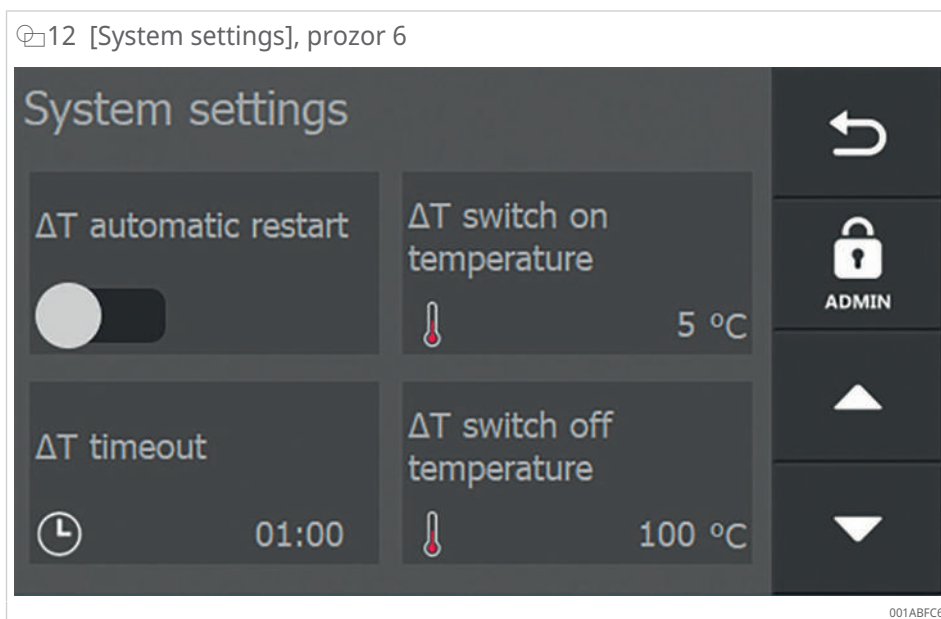 12 [System settings], prozor 6
System settings
ΔT automatic restart
ΔT switch on
temperature
5 °C
ADMIN
ΔT timeout
01:00
ΔT switch off
temperature
100 °C
001ABFC6